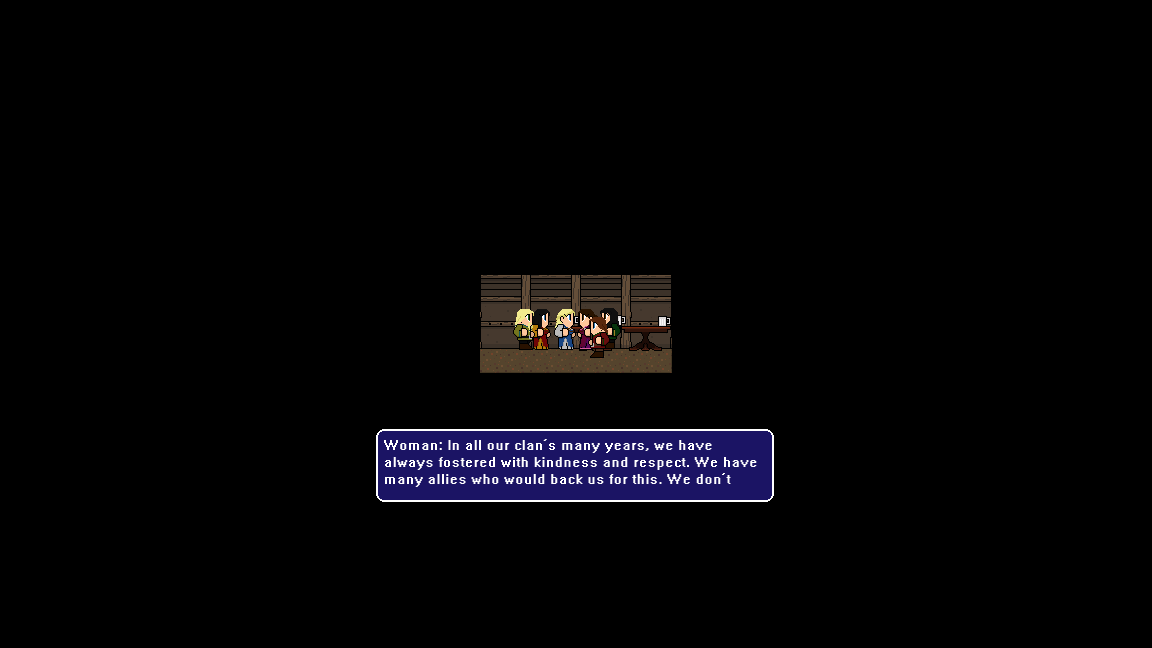 Woman: In all our clan´s many years, we have
always fostered with kindness and respect. We have
many allies who would back us for this. We don´t